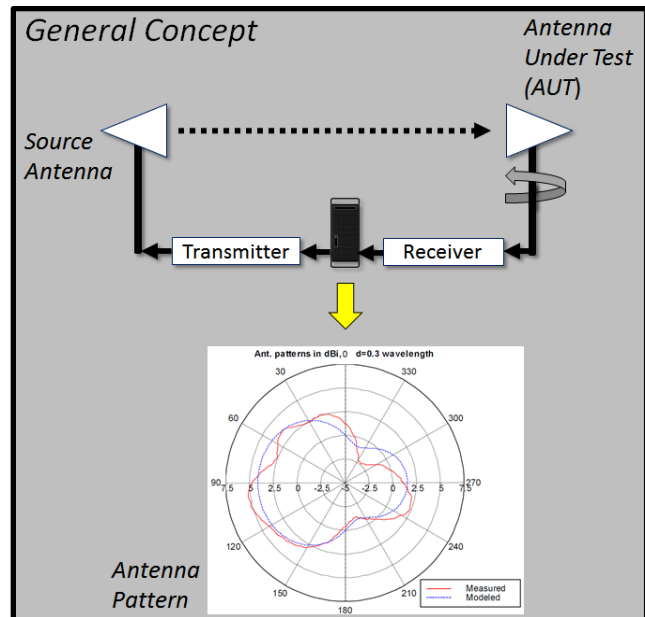 General Concept
Antenna
Under Test
(AUT)
Source
Antenna
Transmitter
Receiver
Ant. patterns in dBi, 0 d=0.3 wavelength
30
330
60
300
90
7.5 5 2.5 0 -2.5 -5 -2.5 0 2.5 5 7.5
270
120
240
150
210
180
Measured
Modeled
Antenna
Pattern